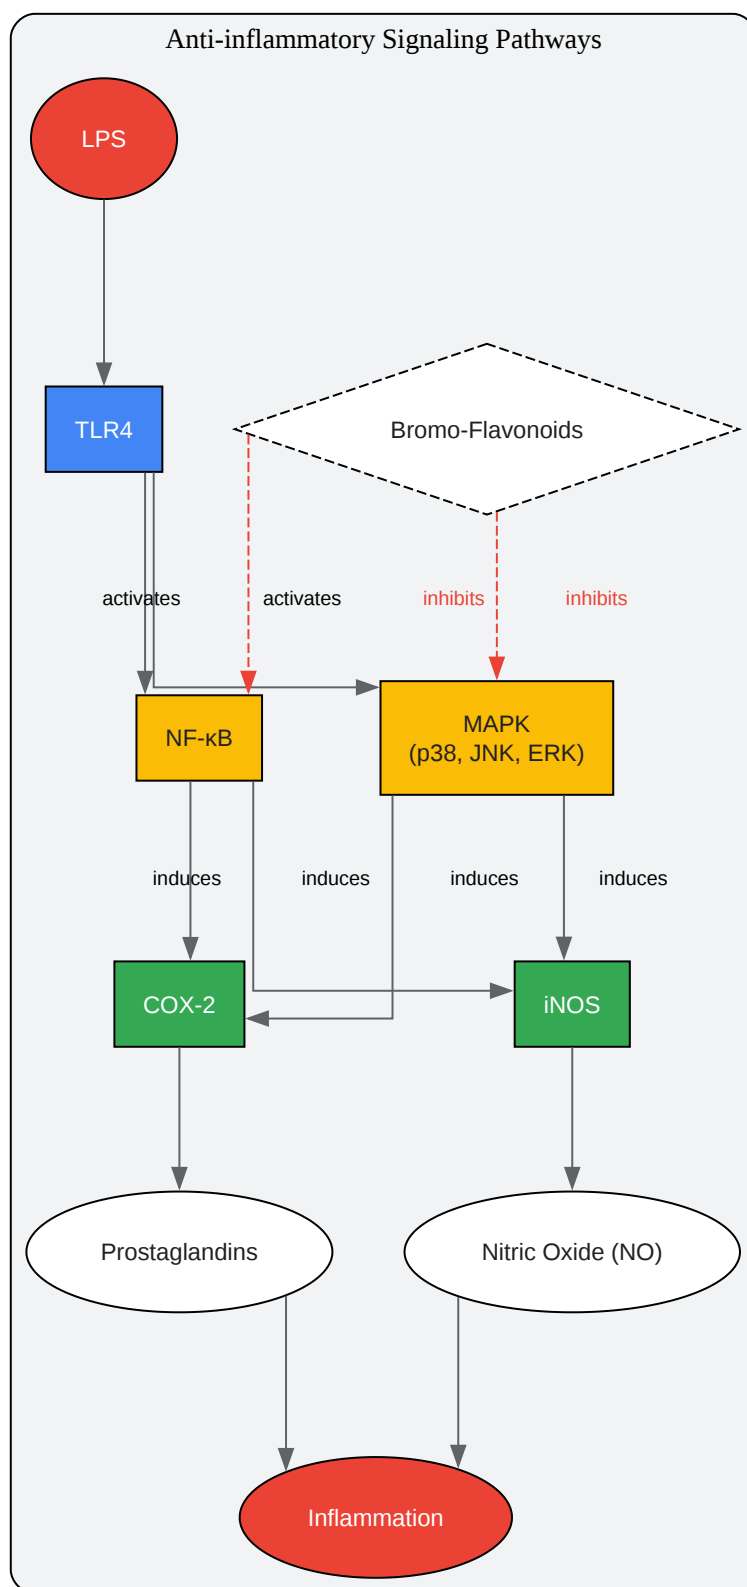 Anti-inflammatory Signaling Pathways
LPS
TLR4
Bromo-Flavonoids
activates
activates
inhibits
inhibits
NF-κB
MAPK
(p38, JNK, ERK)
induces
induces
induces
induces
COX-2
iNOS
Prostaglandins
Nitric Oxide (NO)
Inflammation